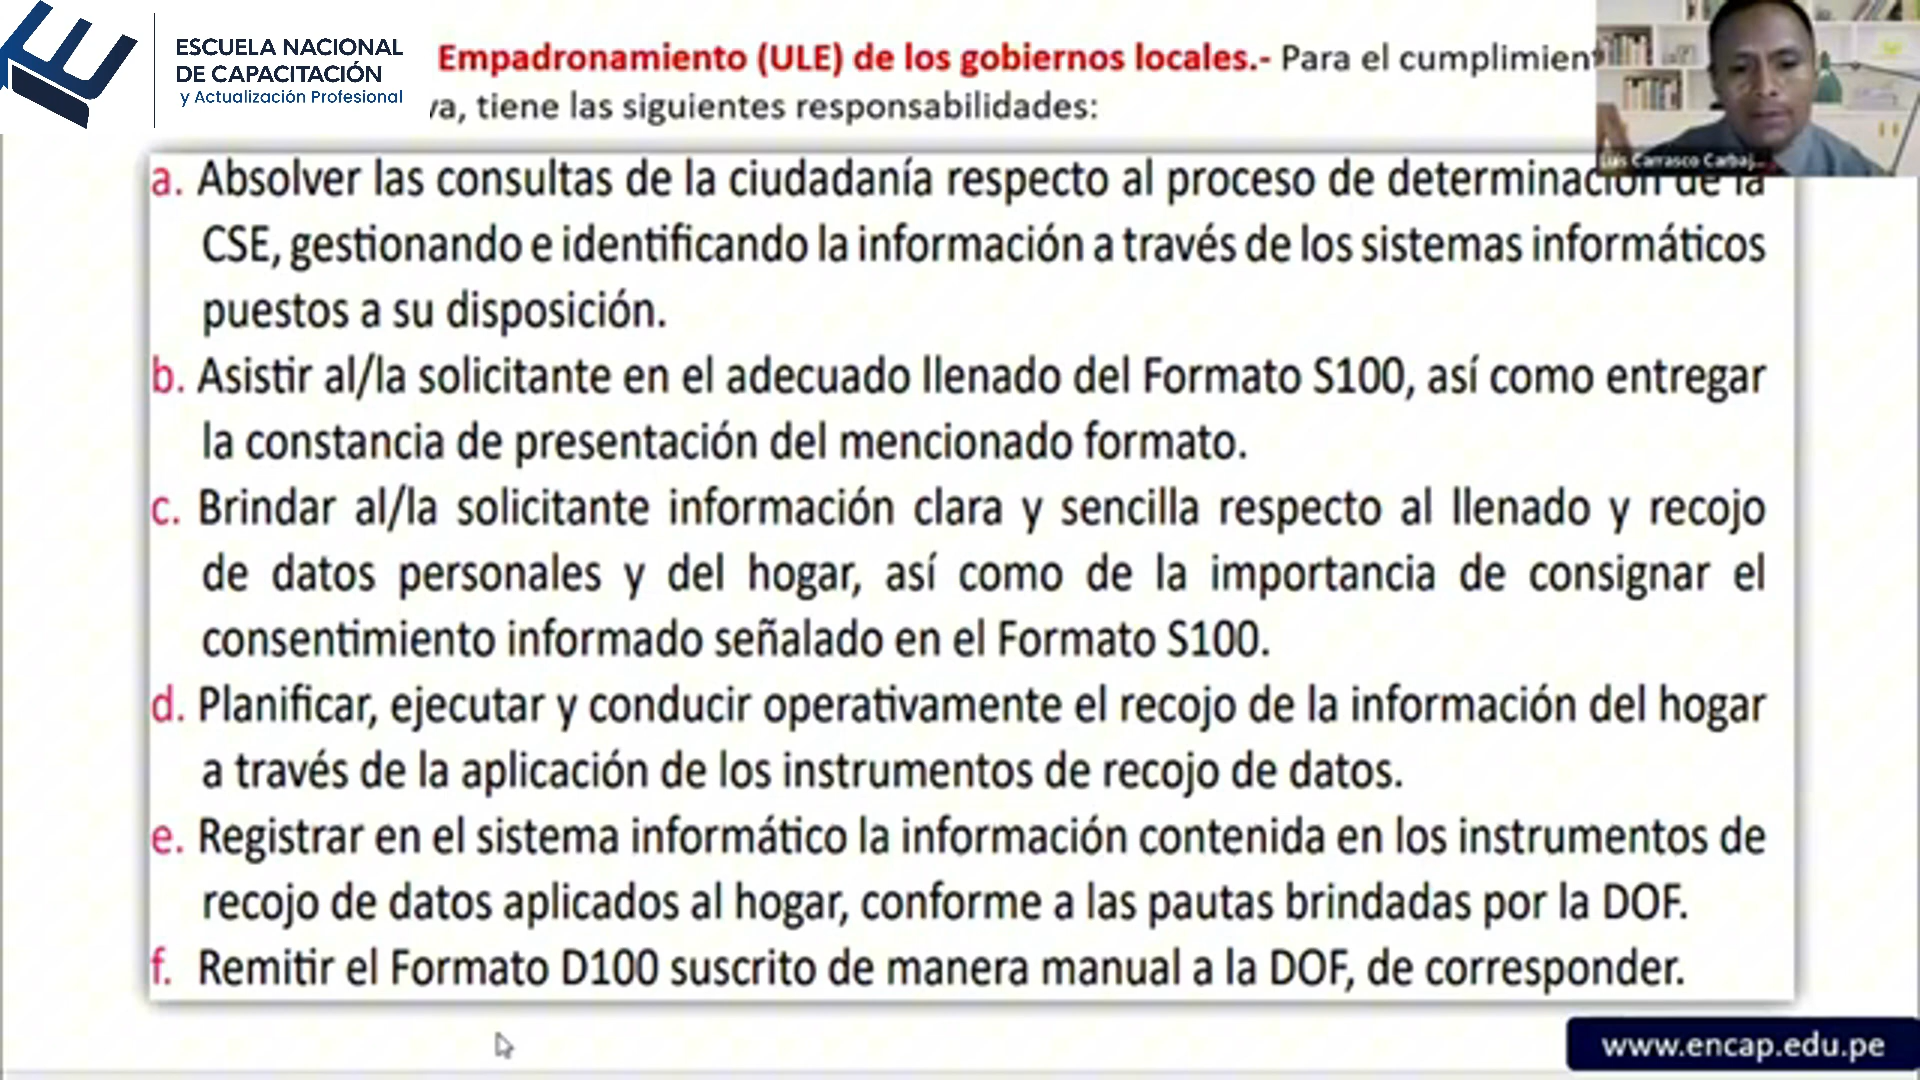 ESCUELA NACIONAL
DE CAPACITACIÓN
y Actualización Profesional
Empadronamiento (ULE) de los gobiernos locales.- Para el
tiene las siguientes responsabilidades:
Luis Carrasco
a. Absolver las consultas de la ciudadanía respecto al proceso de determinación de la
CSE, gestionando e identificando la información a través de los sistemas informáticos
puestos a su disposición.
b. Asistir al/la solicitante en el adecuado llenado del Formato S100, así como entregar
la constancia de presentación del mencionado formato.
c. Brindar al/la solicitante información clara y sencilla respecto al llenado y recojo
de datos personales y del hogar, así como de la importancia de consignar el
consentimiento informado señalado en el Formato S100.
d. Planificar, ejecutar y conducir operativamente el recojo de la información del hogar
a través de la aplicación de los instrumentos de recojo de datos.
e. Registrar en el sistema informático la información contenida en los instrumentos de
recojo de datos aplicados al hogar, conforme a las pautas brindadas por la DOF.
f. Remitir el Formato D100 suscrito de manera manual a la DOF, de corresponder.
www.encap.edu.pe